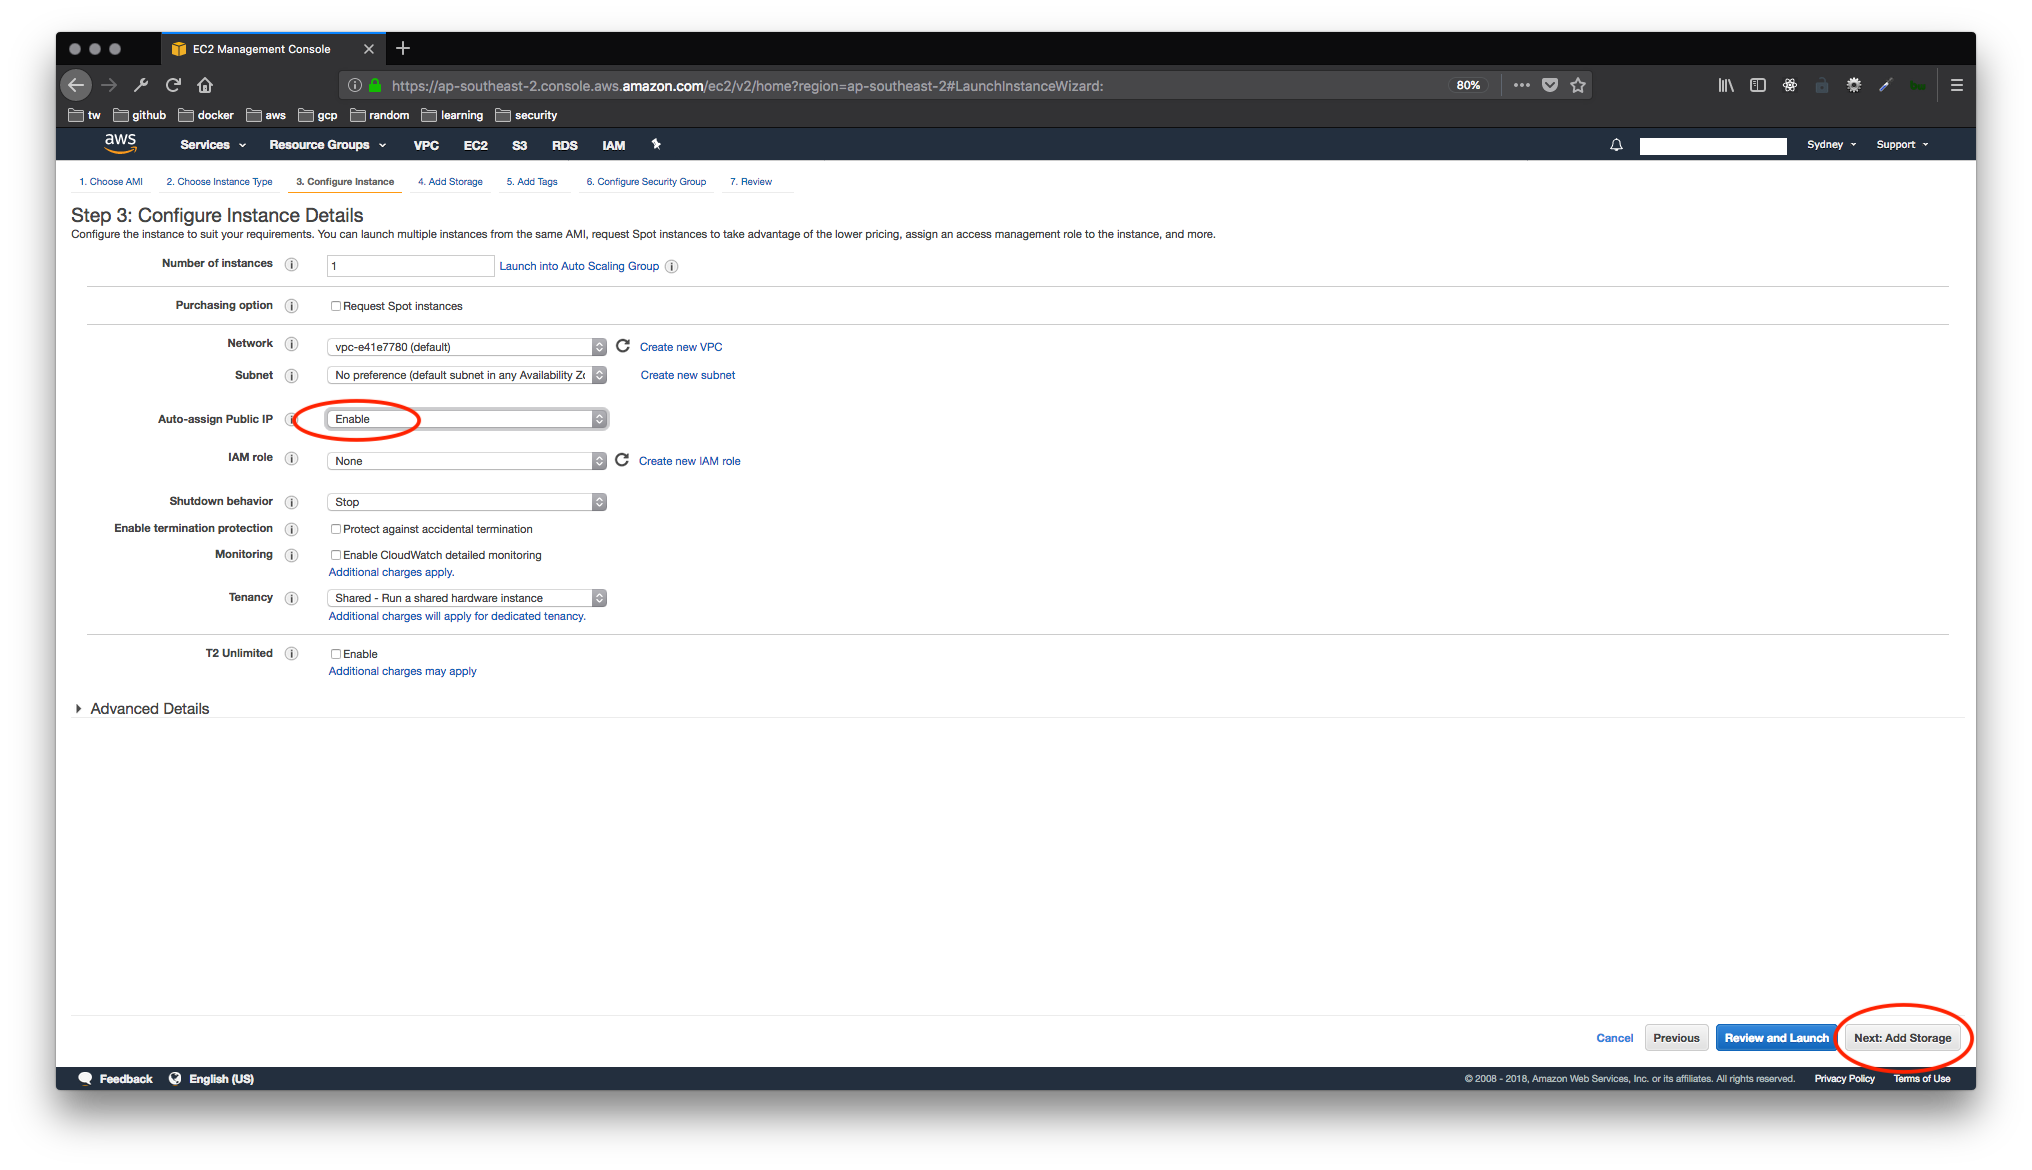 EC2 Management Console
https://ap-southeast-2.console.aws.amazon.com/ec2/v2/home?region=ap-southeast-2#LaunchInstanceWizard: 80%
tw github docker aws gcp random learning security
aws Services Resource Groups VPC EC2 S3 RDS IAM Sydney Support
1. Choose AMI 2. Choose Instance Type 3. Configure Instance 4. Add Storage 5. Add Tags 6. Configure Security Group 7. Review
Step 3: Configure Instance Details
Configure the instance to suit your requirements. You can launch multiple instances from the same AMI, request Spot instances to take advantage of the lower pricing, assign an access management role to the instance, and more.
Number of instances 1 Launch into Auto Scaling Group
Purchasing option Request Spot instances
Network vpc-e41e7780 (default) Create new VPC
Subnet No preference (default subnet in any Availability Zo Create new subnet
Auto-assign Public IP Enable
IAM role None Create new IAM role
Shutdown behavior Stop
Enable termination protection Protect against accidental termination
Monitoring Enable CloudWatch detailed monitoring
Additional charges apply.
Tenancy Shared - Run a shared hardware instance
Additional charges will apply for dedicated tenancy.
T2 Unlimited Enable
Additional charges may apply
Advanced Details
Cancel Previous Review and Launch Next: Add Storage
Feedback English (US) © 2008 - 2018, Amazon Web Services, Inc. or its affiliates. All rights reserved. Privacy Policy Terms of Use